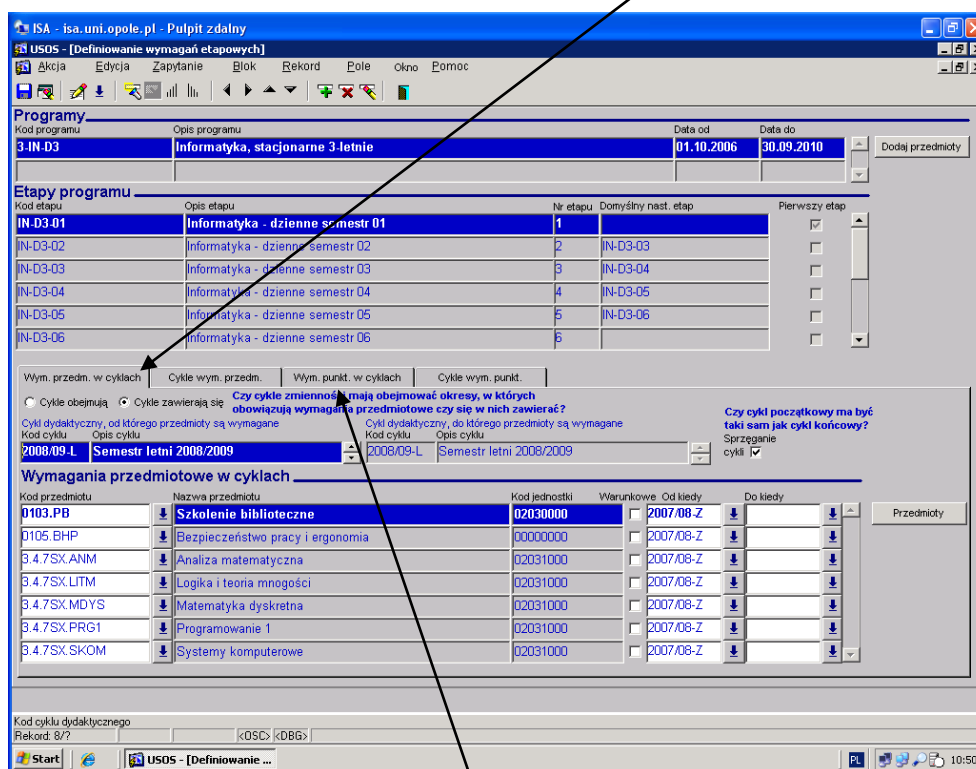 ISA - isa.uni.opole.pl - Pulpit zdalny
USOS - [Definiowanie wymagań etapowych]
Akcja Edycja Zapytanie Blok Rekord Pole Okno Pomoc
Programy
Kod programu Opis programu Data od Data do
3-IN-D3 Informatyka, stacjonarne 3-letnie 01.10.2006 30.09.2010 Dodaj przedmioty
Etapy programu
Kod etapu Opis etapu Nr etapu Domyślny nast. etap Pierwszy etap
IN-D3-01 Informatyka - dzienne semestr 01 1
IN-D3-02 Informatyka - dzienne semestr 02 2 IN-D3-03
IN-D3-03 Informatyka - dzienne semestr 03 3 IN-D3-04
IN-D3-04 Informatyka - dzienne semestr 04 4 IN-D3-05
IN-D3-05 Informatyka - dzienne semestr 05 5 IN-D3-06
IN-D3-06 Informatyka - dzienne semestr 06 6
Wym. przedm. w cyklach Cykle wym. przedm. Wym. punkt. w cyklach Cykle wym. punkt.
Cykle obejmują Cykle zawierają się Czy cykle zmienności mają obejmować okresy, w których
obowiązują wymagania przedmiotowe czy się w nich zawierać?
Czy cykl początkowy ma być
taki sam jak cykl końcowy?
Cykl dydaktyczny, od którego przedmioty są wymagane Cykl dydaktyczny, do którego przedmioty są wymagane
Kod cyklu Opis cyklu Kod cyklu Opis cyklu Sprzęganie
cykli
2008/09-L Semestr letni 2008/2009 2008/09-L Semestr letni 2008/2009
Wymagania przedmiotowe w cyklach
Kod przedmiotu Nazwa przedmiotu Kod jednostki Warunkowe Od kiedy Do kiedy
0103.PB Szkolenie biblioteczne 02030000 2007/08-Z Przedmioty
0105.BHP Bezpieczeństwo pracy i ergonomia 00000000 2007/08-Z
3.4.7SX.ANM Analiza matematyczna 02031000 2007/08-Z
3.4.7SX.LITM Logika i teoria mnogości 02031000 2007/08-Z
3.4.7SX.MDYS Matematyka dyskretna 02031000 2007/08-Z
3.4.7SX.PRG1 Programowanie 1 02031000 2007/08-Z
3.4.7SX.SKOM Systemy komputerowe 02031000 2007/08-Z
Kod cyklu dydaktycznego
Rekord: 8/? <OSC> <DBG>
Start USOS - [Definiowanie ... PL 10:50